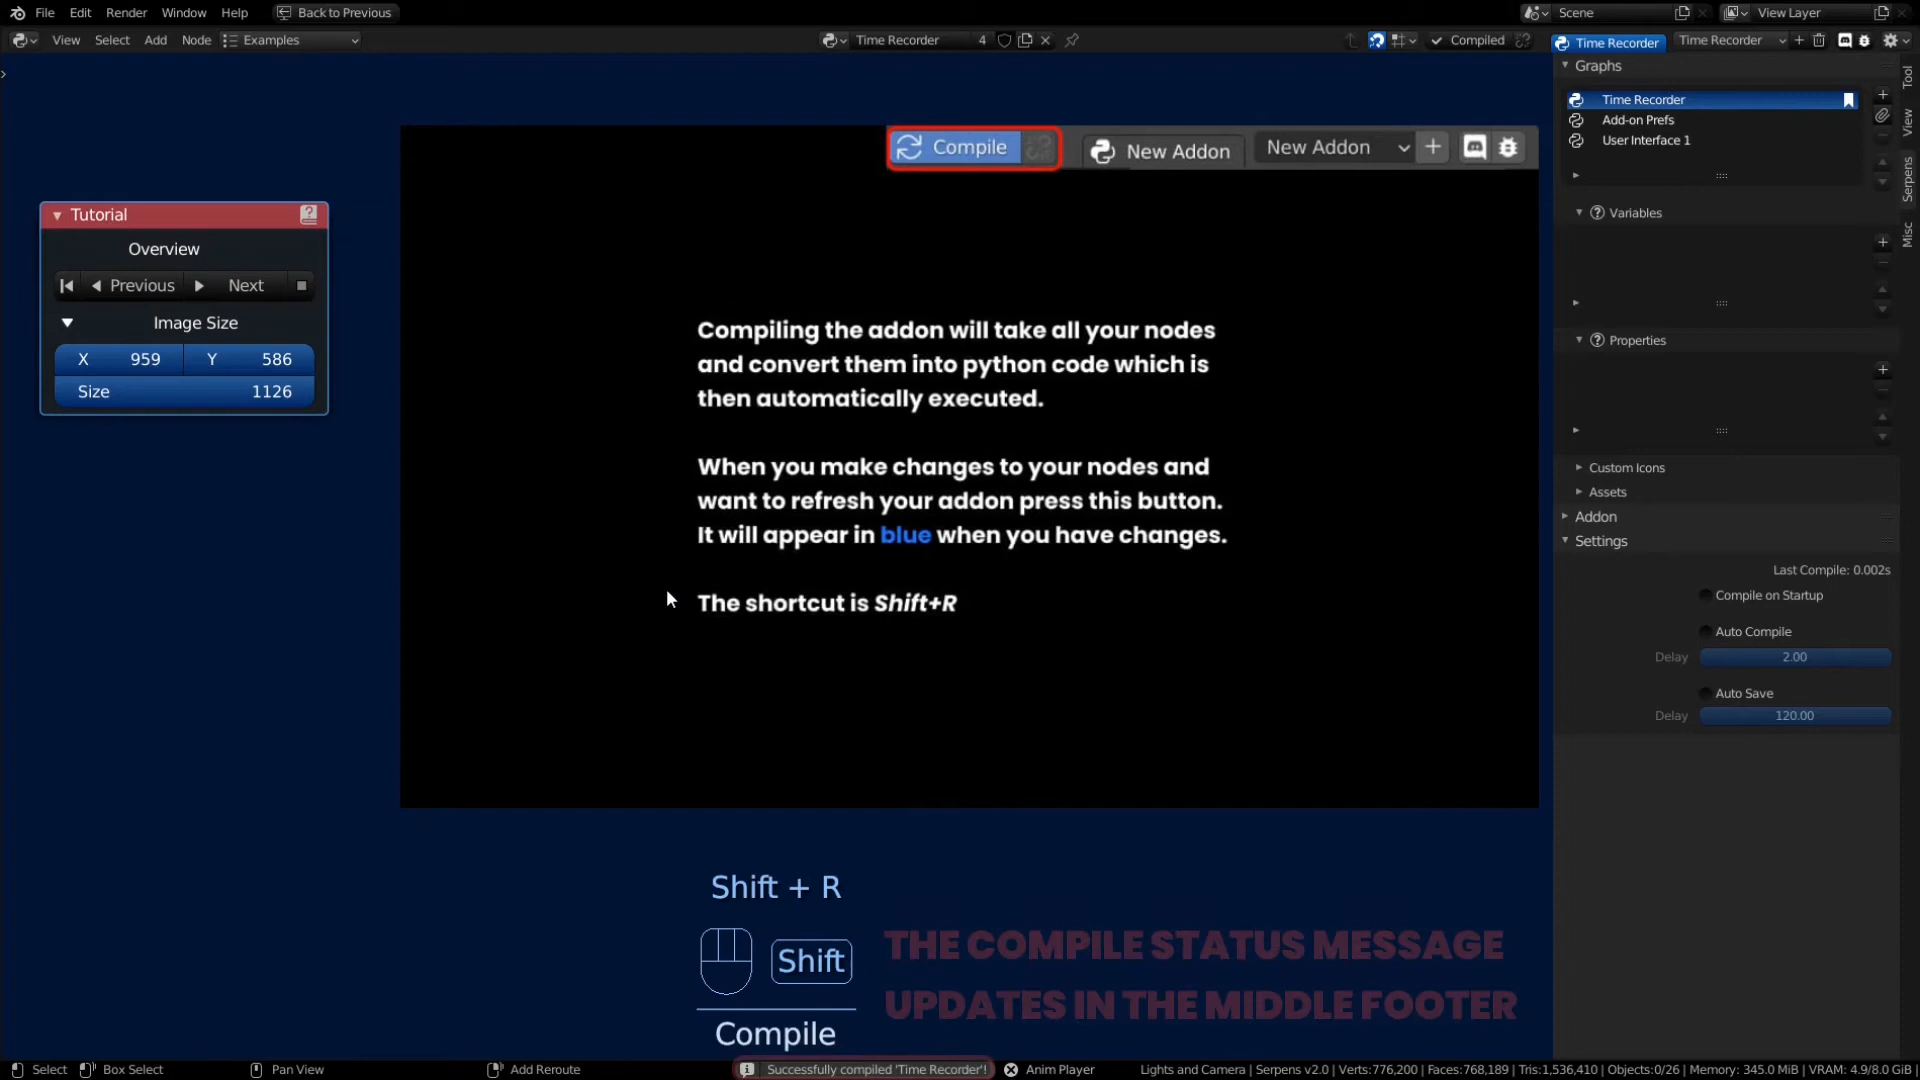 File Edit Render Window Help Back to Previous Scene View Layer
View Select Add Node Examples Time Recorder 4 Compiled Time Recorder Time Recorder
Graphs
Time Recorder
Add-on Prefs
User Interface 1
Variables
Properties
Custom Icons
Assets
Addon
Settings
Last Compile: 0.002s
Compile on Startup
Auto Compile
Delay 2.00
Auto Save
Delay 120.00
Tool
View
Serpens
Misc
Tutorial
Overview
Previous Next
Image Size
X 959 Y 586
Size 1126
Compile New Addon New Addon
Compiling the addon will take all your nodes
and convert them into python code which is
then automatically executed.
When you make changes to your nodes and
want to refresh your addon press this button.
It will appear in blue when you have changes.
The shortcut is Shift+R
Shift + R
Shift
Compile
THE COMPILE STATUS MESSAGE
UPDATES IN THE MIDDLE FOOTER
Select Box Select Pan View Add Reroute Successfully compiled 'Time Recorder'! Anim Player Lights and Camera | Serpens v2.0 | Verts:776,200 | Faces:768,189 | Tris:1,536,410 | Objects:0/26 | Memory: 345.0 MiB | VRAM: 4.9/8.0 GiB |